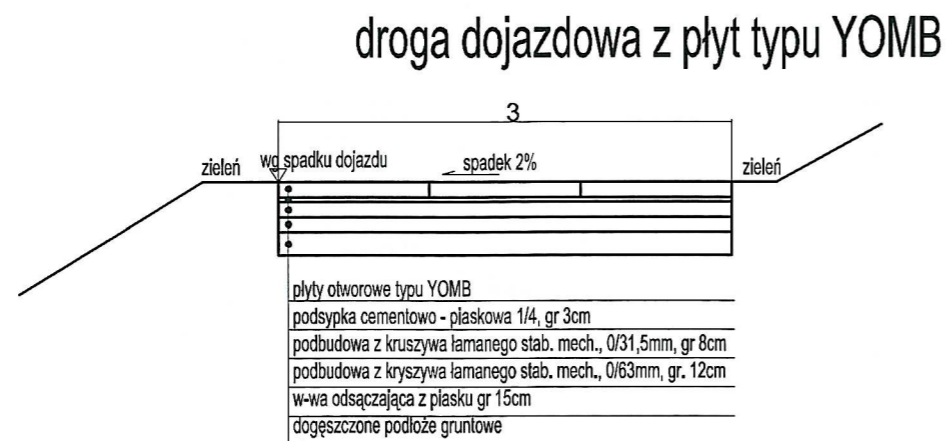 droga dojazdowa z płyt typu YOMB
3
zieleń wg spadku dojazdu spadek 2% zieleń
płyty otworowe typu YOMB
podsypka cementowo - piaskowa 1/4, gr 3cm
podbudowa z kruszywa łamanego stab. mech., 0/31,5mm, gr 8cm
podbudowa z kryszywa łamanego stab. mech., 0/63mm, gr. 12cm
w-wa odsączająca z piasku gr 15cm
dogęszczone podłoże gruntowe